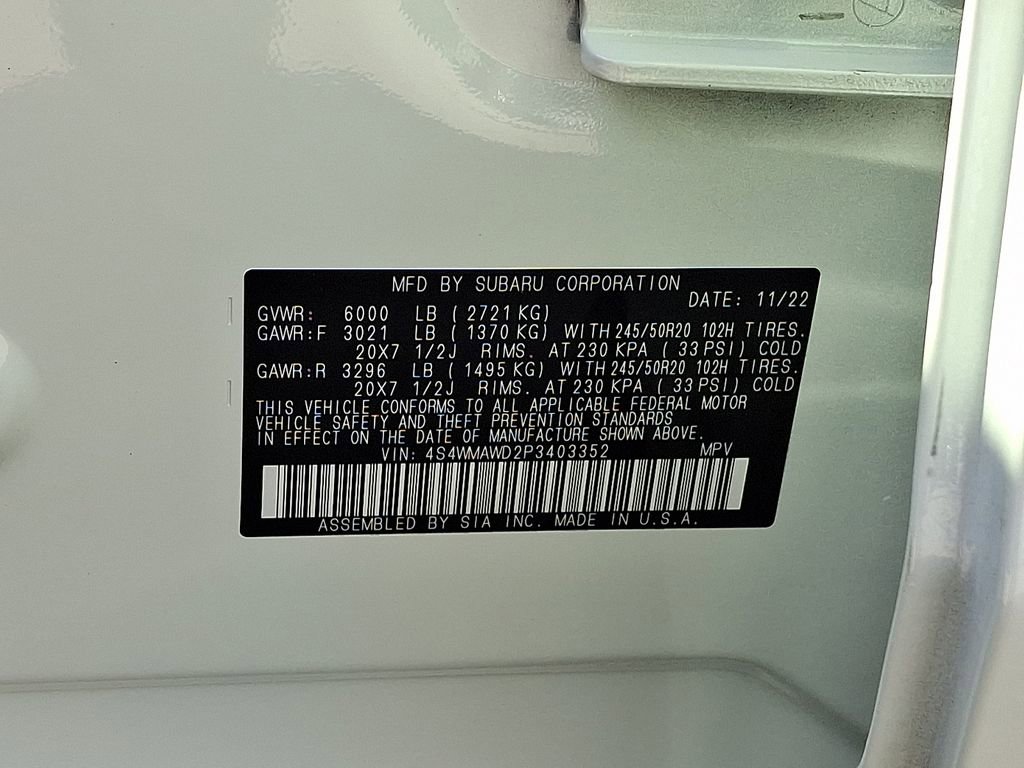 MFD BY SUBARU CORPORATION
DATE: 11/22
GVWR: 6000 LB ( 2721 KG)
GAWR:F 3021 LB ( 1370 KG) WITH 245/50R20 102H TIRES.
20X7 1/2J RIMS. AT 230 KPA ( 33 PSI) COLD
GAWR:R 3296 LB ( 1495 KG) WITH 245/50R20 102H TIRES.
20X7 1/2J RIMS. AT 230 KPA ( 33 PSI) COLD
THIS VEHICLE CONFORMS TO ALL APPLICABLE FEDERAL MOTOR
VEHICLE SAFETY AND THEFT PREVENTION STANDARDS
IN EFFECT ON THE DATE OF MANUFACTURE SHOWN ABOVE.
VIN: 4S4WMAWD2P3403352 MPV
ASSEMBLED BY SIA INC. MADE IN U.S.A.